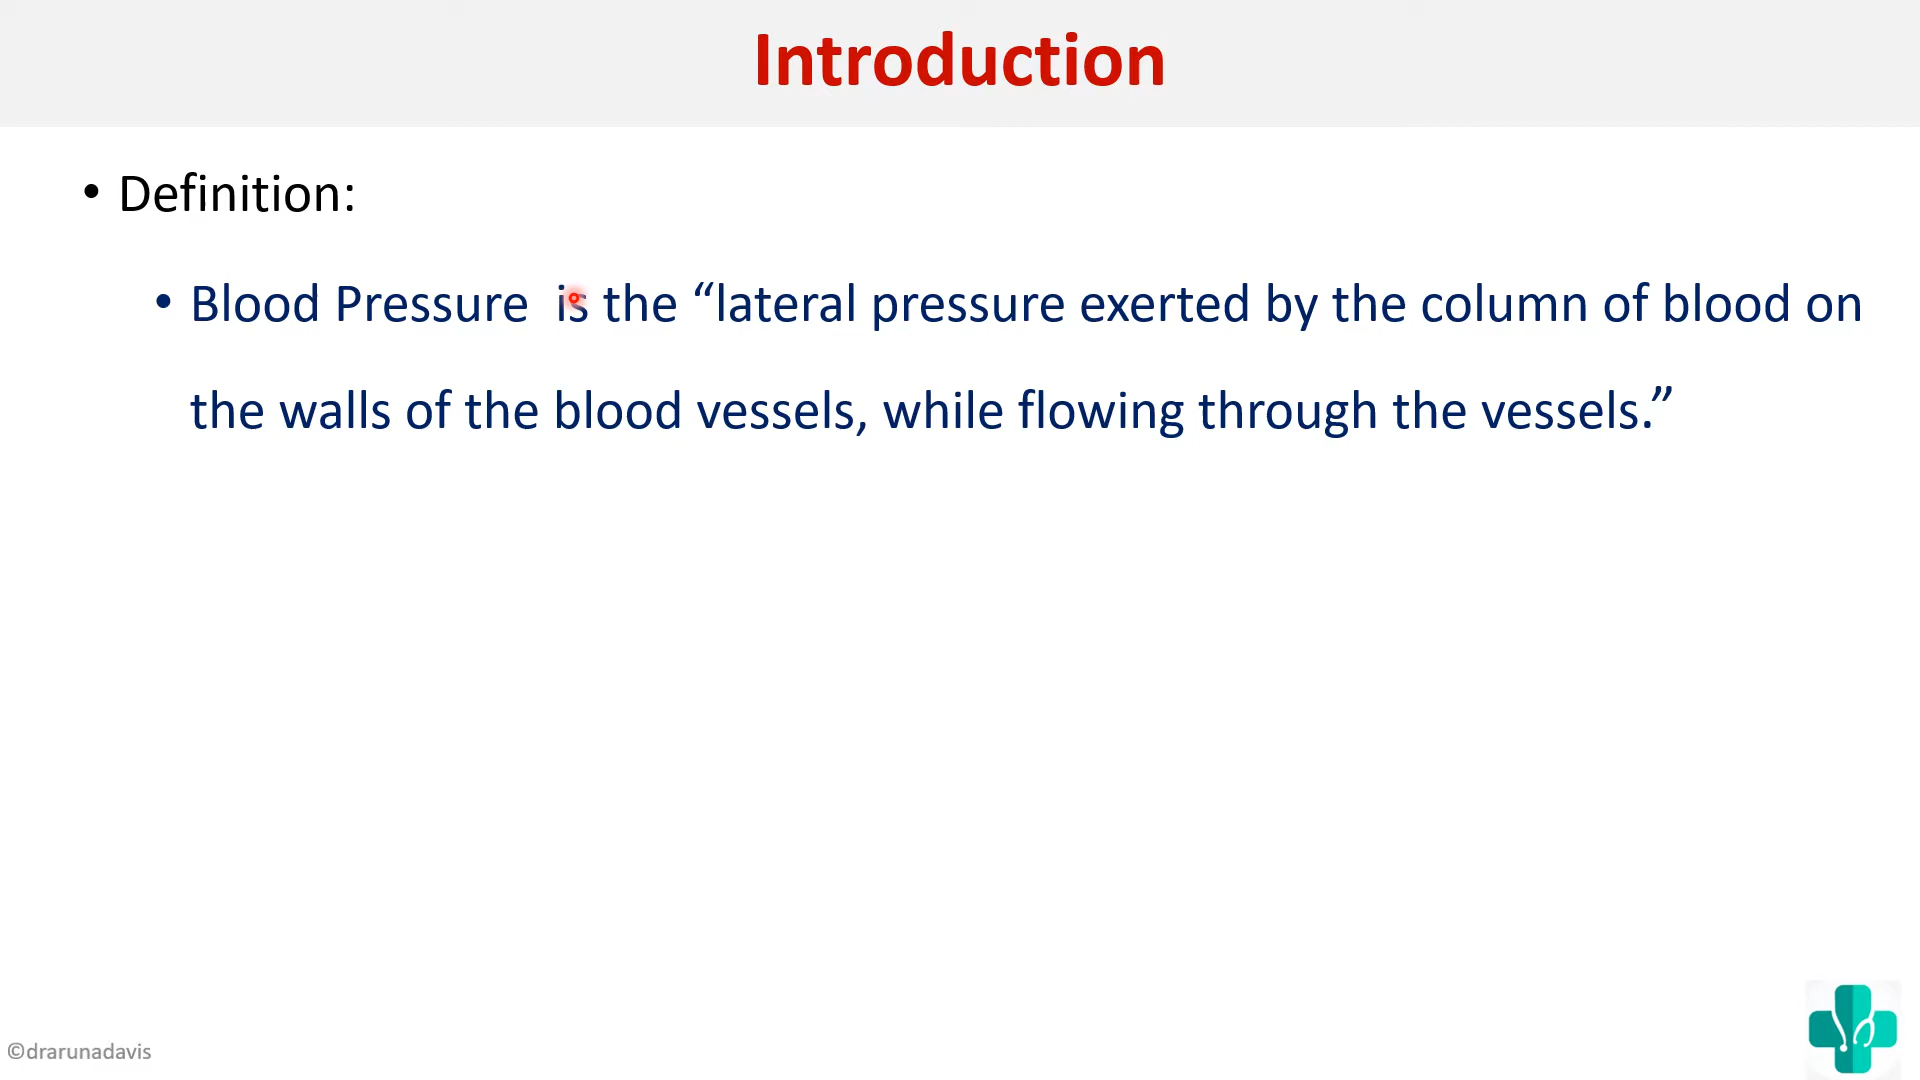 Introduction
• Definition:
• Blood Pressure  is the “lateral pressure exerted by the column of blood on
the walls of the blood vessels, while flowing through the vessels.”
©drarunadavis